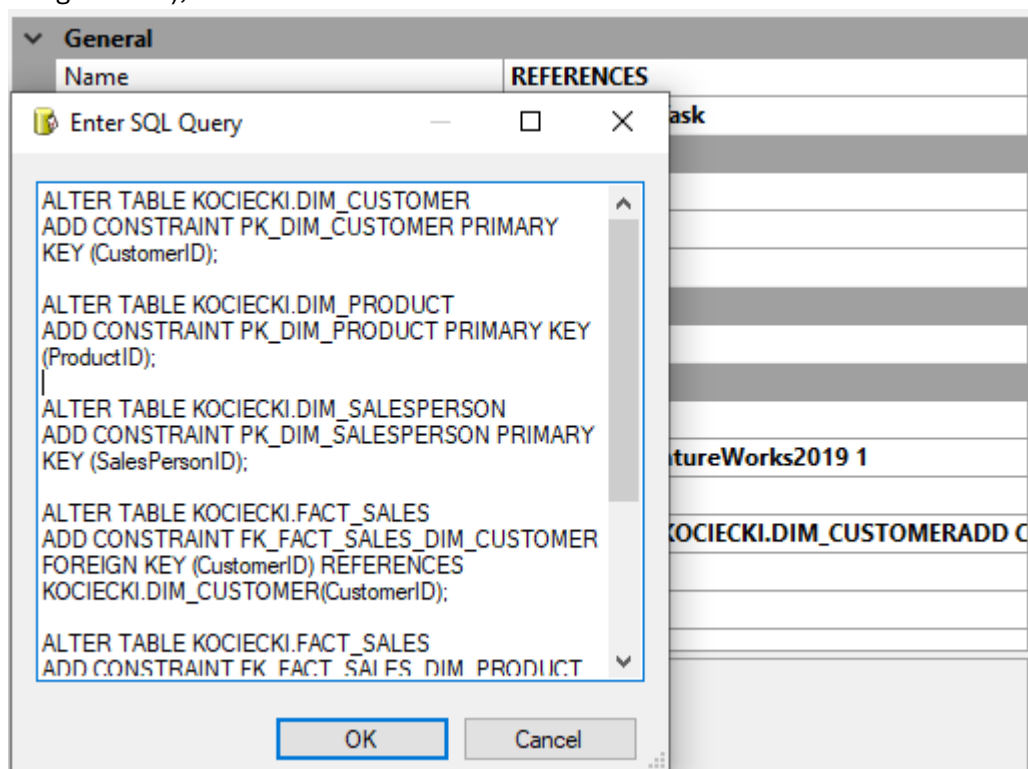 General
Name REFERENCES
Enter SQL Query
ask
ALTER TABLE KOCIECKI.DIM_CUSTOMER
ADD CONSTRAINT PK_DIM_CUSTOMER PRIMARY
KEY (CustomerID);
ALTER TABLE KOCIECKI.DIM_PRODUCT
ADD CONSTRAINT PK_DIM_PRODUCT PRIMARY KEY
(ProductID);
ALTER TABLE KOCIECKI.DIM_SALESPERSON
ADD CONSTRAINT PK_DIM_SALESPERSON PRIMARY
KEY (SalesPersonID);
tureWorks2019 1
ALTER TABLE KOCIECKI.FACT_SALES
ADD CONSTRAINT FK_FACT_SALES_DIM_CUSTOMER
FOREIGN KEY (CustomerID) REFERENCES
KOCIECKI.DIM_CUSTOMER(CustomerID);
KOCIECKI.DIM_CUSTOMERADD C
ALTER TABLE KOCIECKI.FACT_SALES
ADD CONSTRAINT FK_FACT_SALES_DIM_PRODUCT
OK Cancel